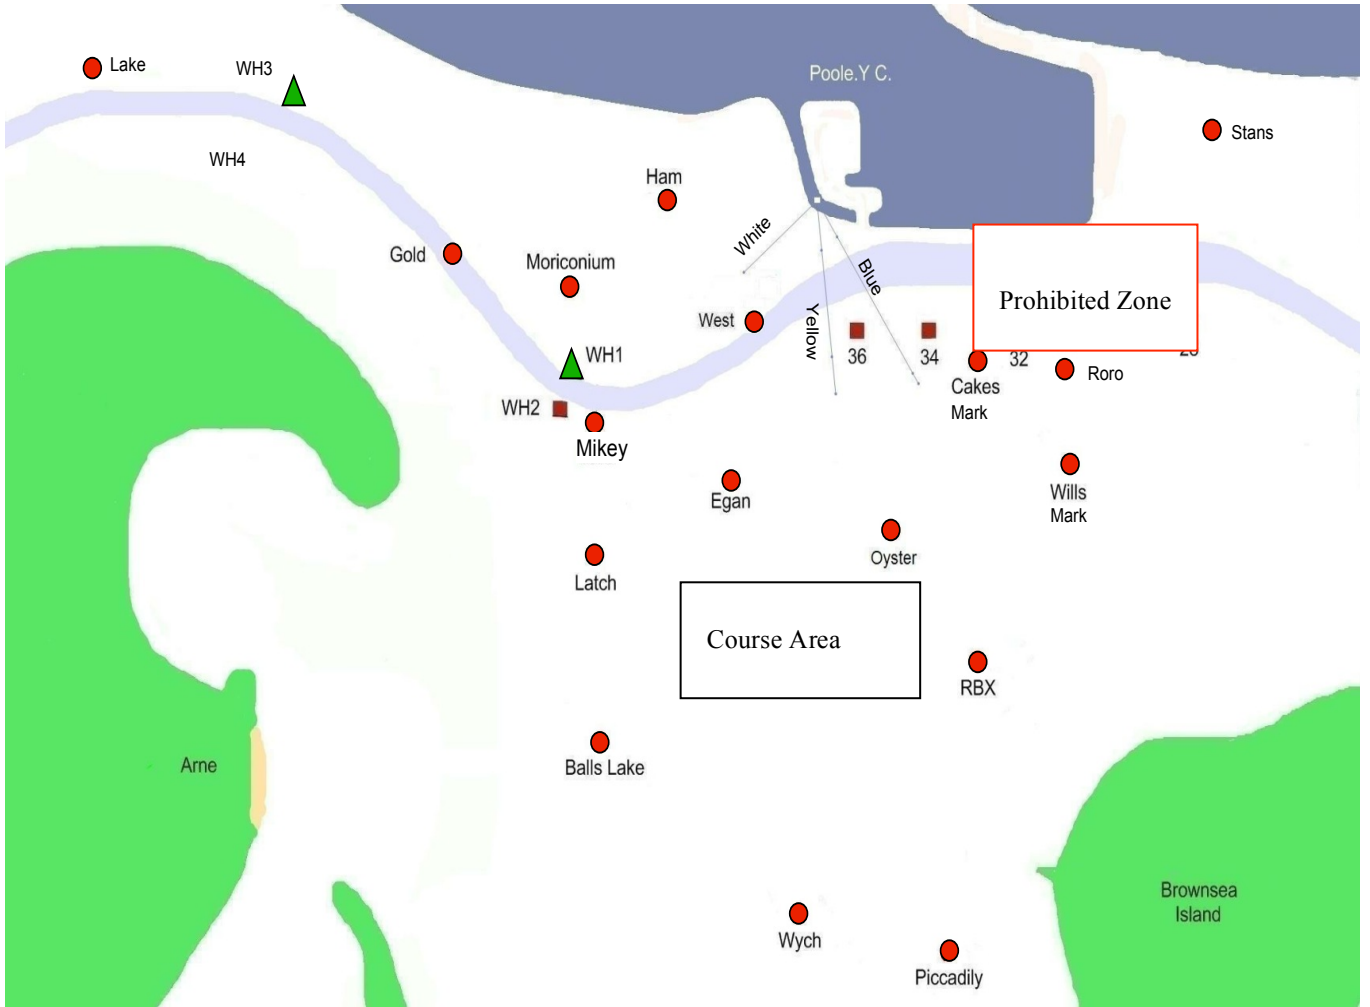 Lake
WH3
Poole.Y C.
Stans
WH4
Ham
White
Gold
Moriconium
Blue
Prohibited Zone
West
Yellow
WH1
36
34
32
Roro
Cakes
Mark
WH2
Mikey
Egan
Wills
Mark
Oyster
Latch
Course Area
RBX
Arne
Balls Lake
Brownsea
Island
Wych
Piccadily